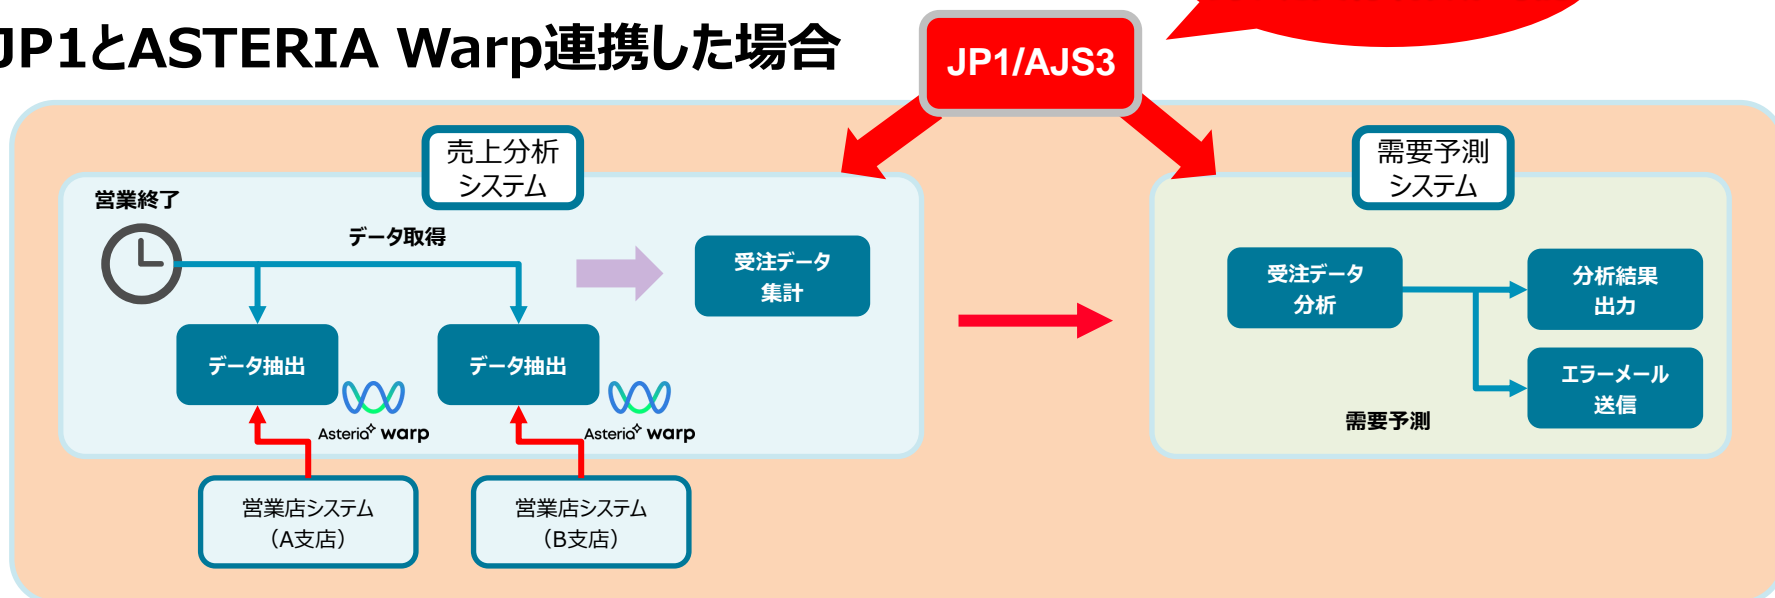 JP1とASTERIA Warp連携した場合
JP1/AJS3
売上分析
システム
需要予測
システム
営業終了
データ取得
受注データ
集計
データ抽出
データ抽出
Asteria warp
Asteria warp
営業店システム
（A支店）
営業店システム
（B支店）
受注データ
分析
分析結果
出力
エラーメール
送信
需要予測